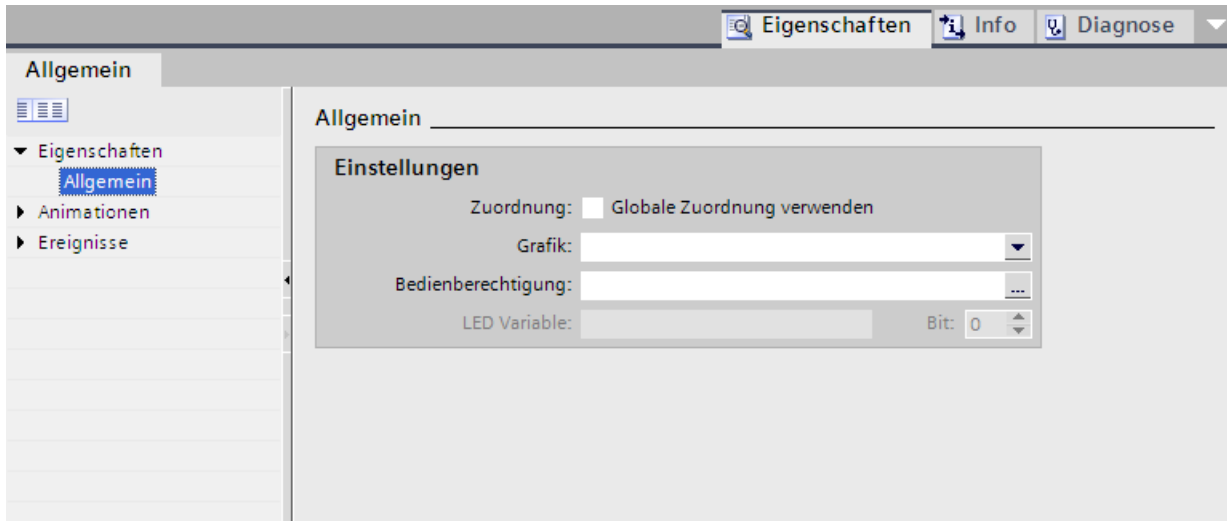 Eigenschaften Info Diagnose
Allgemein
Allgemein
Eigenschaften
Allgemein
Animationen
Ereignisse
Einstellungen
Zuordnung: Globale Zuordnung verwenden
Grafik:
Bedienberechtigung: ...
LED Variable: Bit: 0